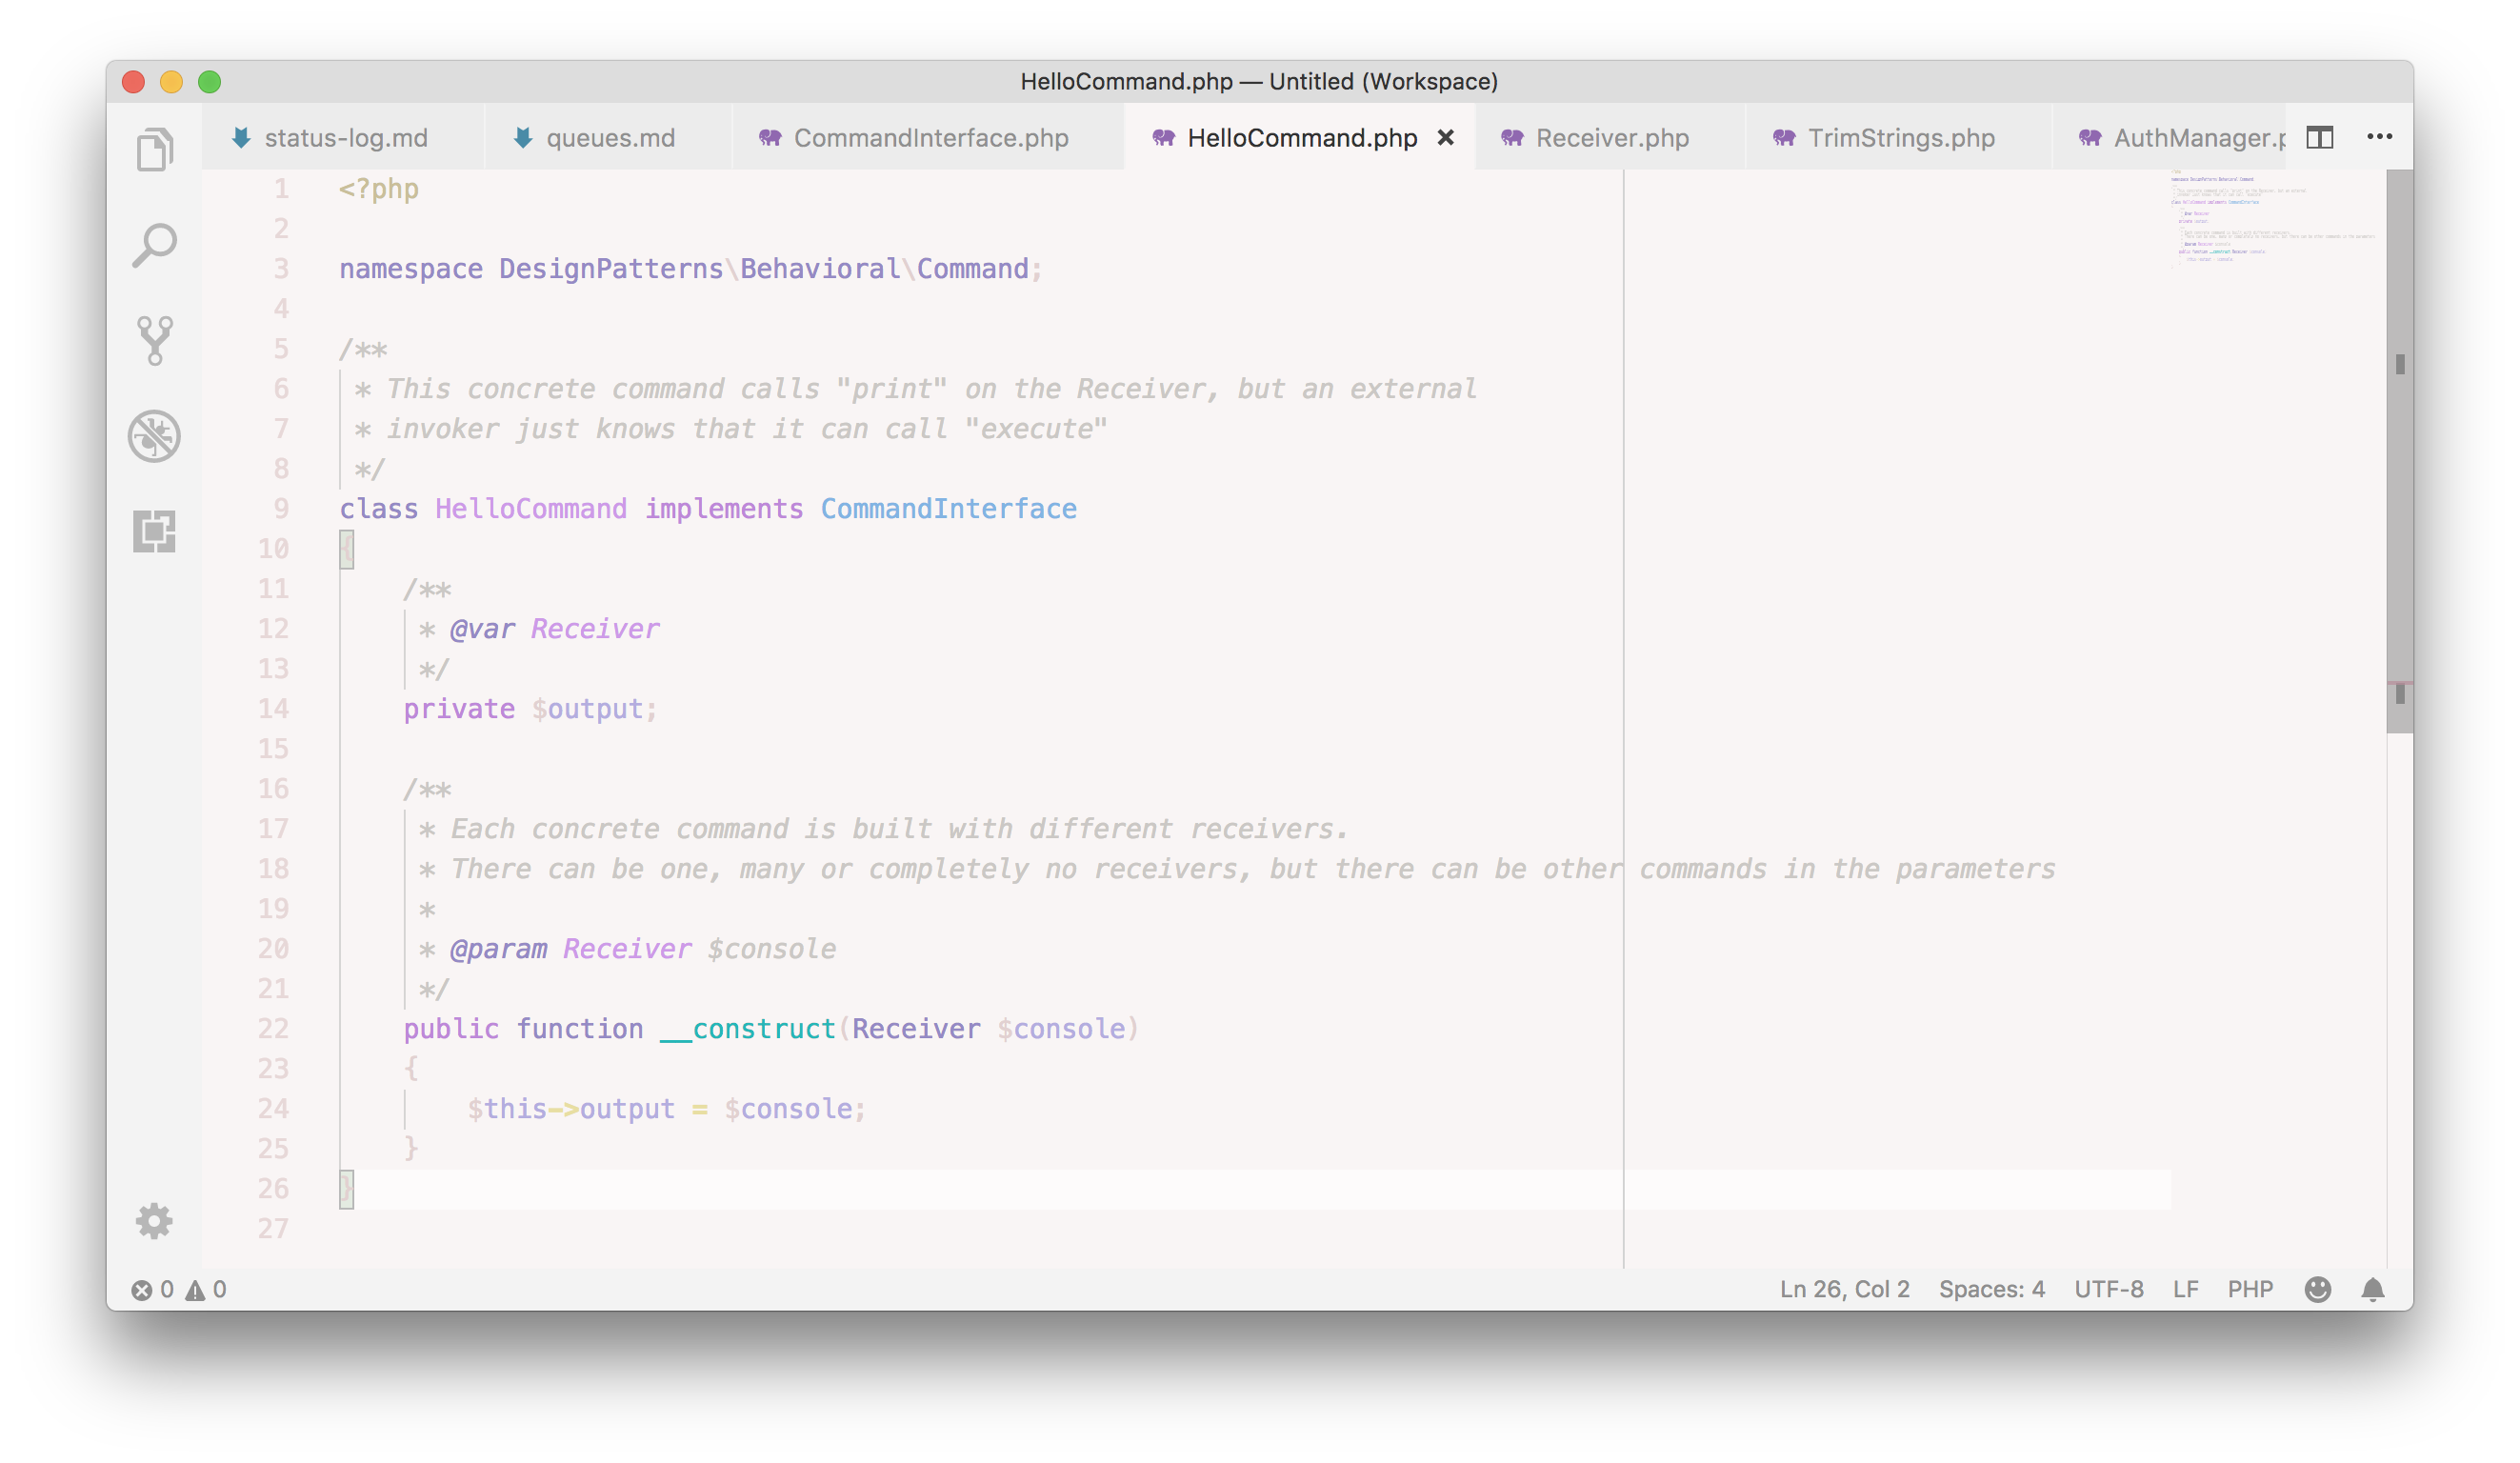 HelloCommand.php — Untitled (Workspace)
status-log.md queues.md CommandInterface.php HelloCommand.php Receiver.php TrimStrings.php AuthManager.p
1 <?php
2
3 namespace DesignPatterns\Behavioral\Command;
4
5 /**
6 * This concrete command calls "print" on the Receiver, but an external
7 * invoker just knows that it can call "execute"
8 */
9 class HelloCommand implements CommandInterface
10 {
11 /**
12 * @var Receiver
13 */
14 private $output;
15
16 /**
17 * Each concrete command is built with different receivers.
18 * There can be one, many or completely no receivers, but there can be other commands in the parameters
19 *
20 * @param Receiver $console
21 */
22 public function __construct(Receiver $console)
23 {
24 $this->output = $console;
25 }
26 }
27
0 0 Ln 26, Col 2 Spaces: 4 UTF-8 LF PHP